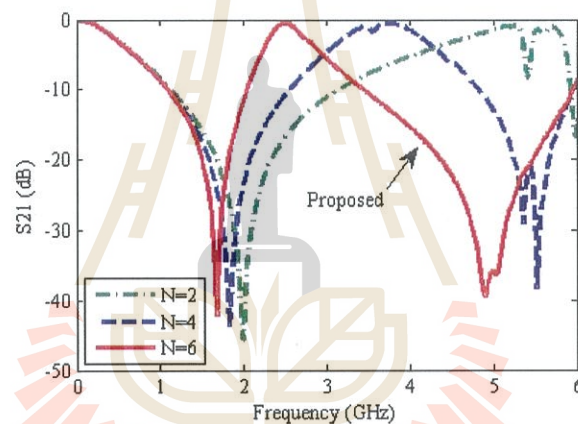 0
-10
-20
-30
-40
-50
S21 (dB)
Proposed
N=2
N=4
N=6
0 1 2 3 4 5 6
Frequency (GHz)